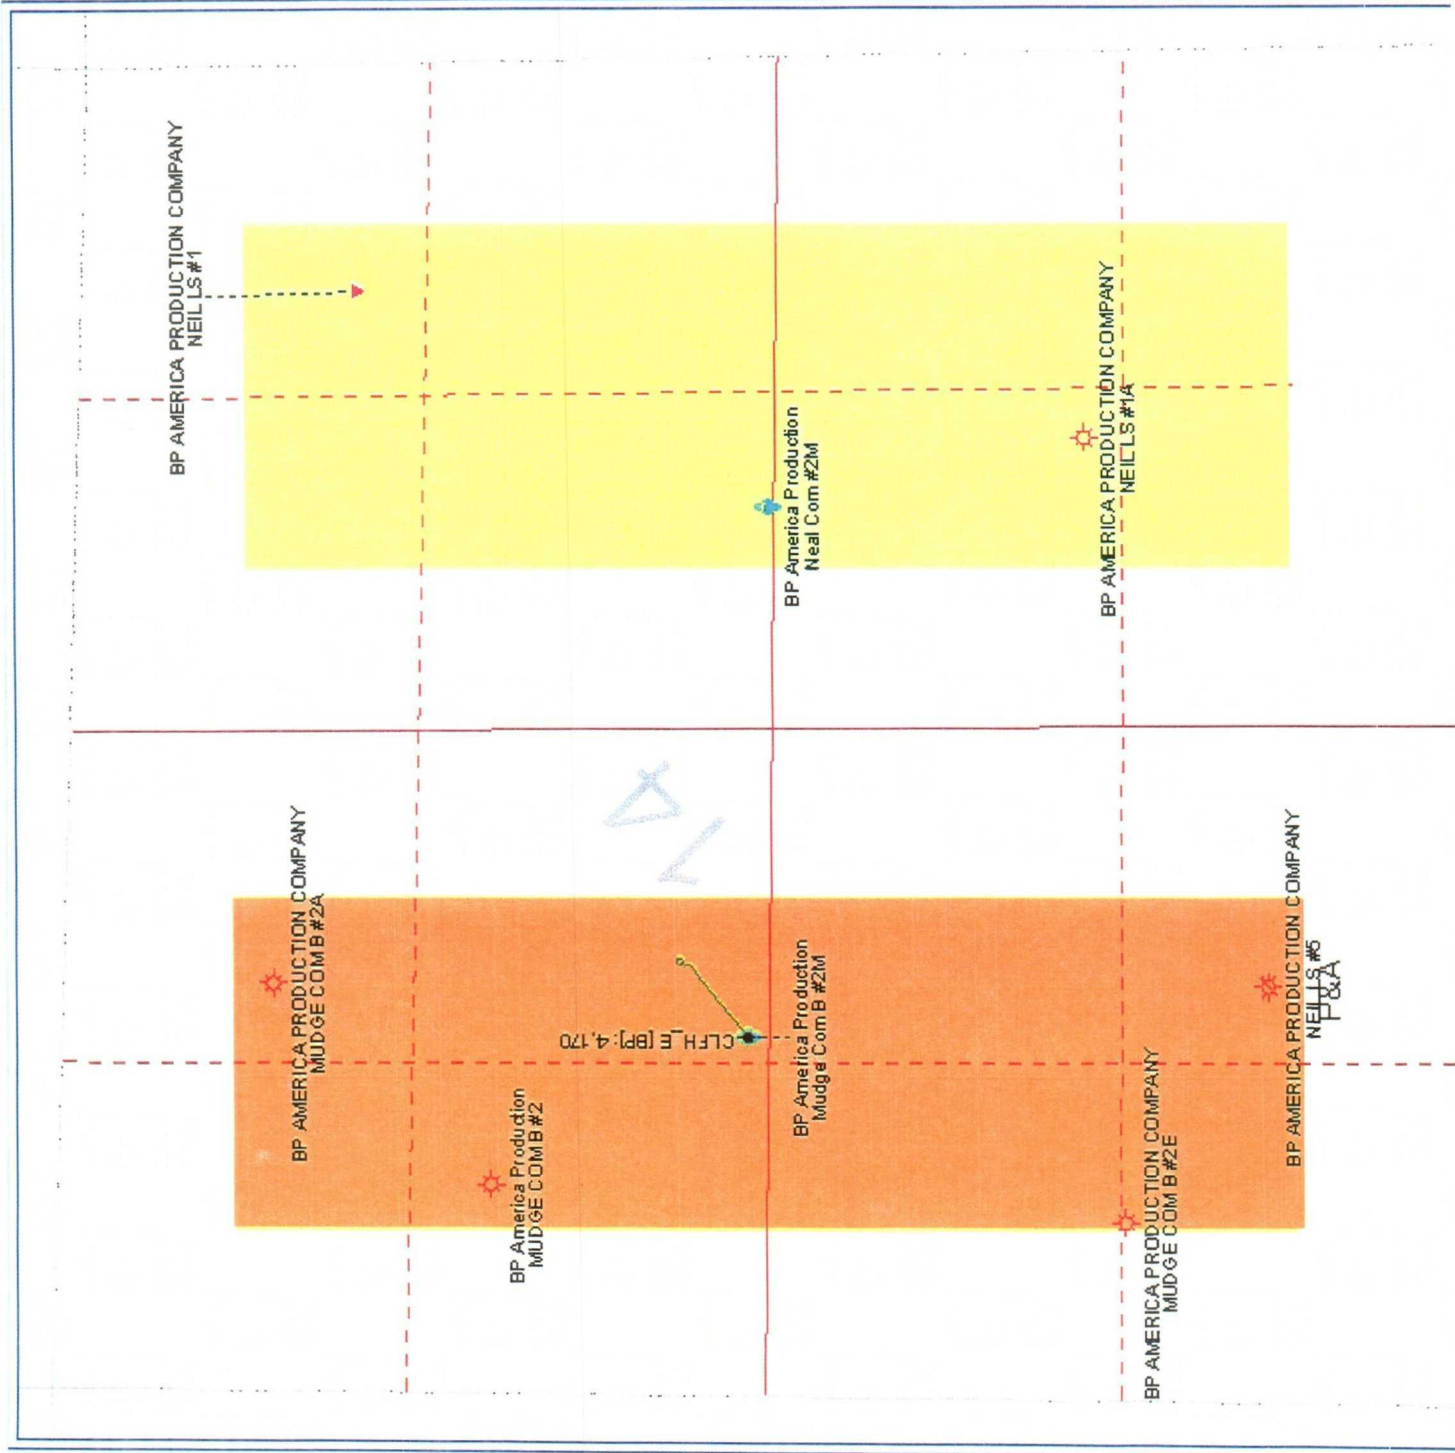 BP AMERICA PRODUCTION COMPANY
NEIL LS #1
BP America Production
Neal Com #2M
BP AMERICA PRODUCTION COMPANY
NEIL LS #1A
BP AMERICA PRODUCTION COMPANY
MUDGE COM B #2A
BP America Production
MUDGE COM B #2
CLFH_E [BP]: 4,170
BP America Production
Mudge Com B #2M
BP AMERICA PRODUCTION COMPANY
MUDGE COM B #2E
BP AMERICA PRODUCTION COMPANY
NEIL LS #5
P&A